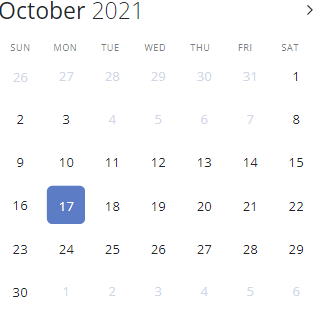 October 2021
SUN MON TUE WED THU FRI SAT
26 27 28 29 30 31 1
2 3 4 5 6 7 8
9 10 11 12 13 14 15
16 17 18 19 20 21 22
23 24 25 26 27 28 29
30 1 2 3 4 5 6